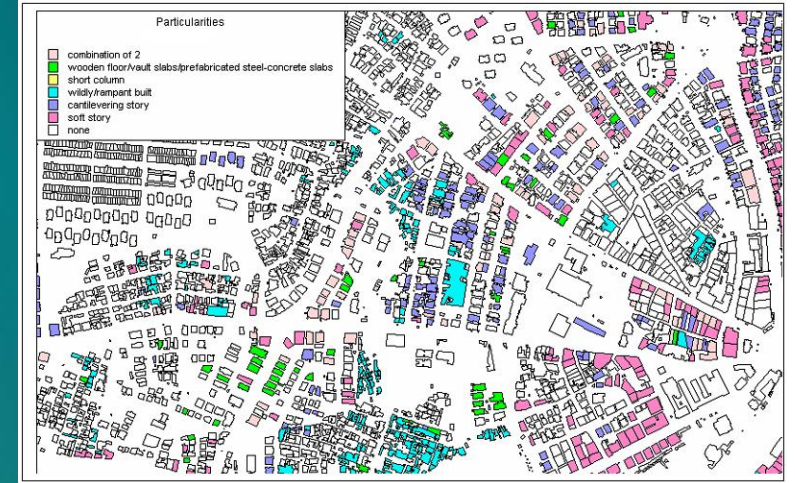 Particularities
combination of 2
wooden floor/vault slabs/prefabricated steel-concrete slabs
short column
wildly/rampant built
cantilevering story
soft story
none